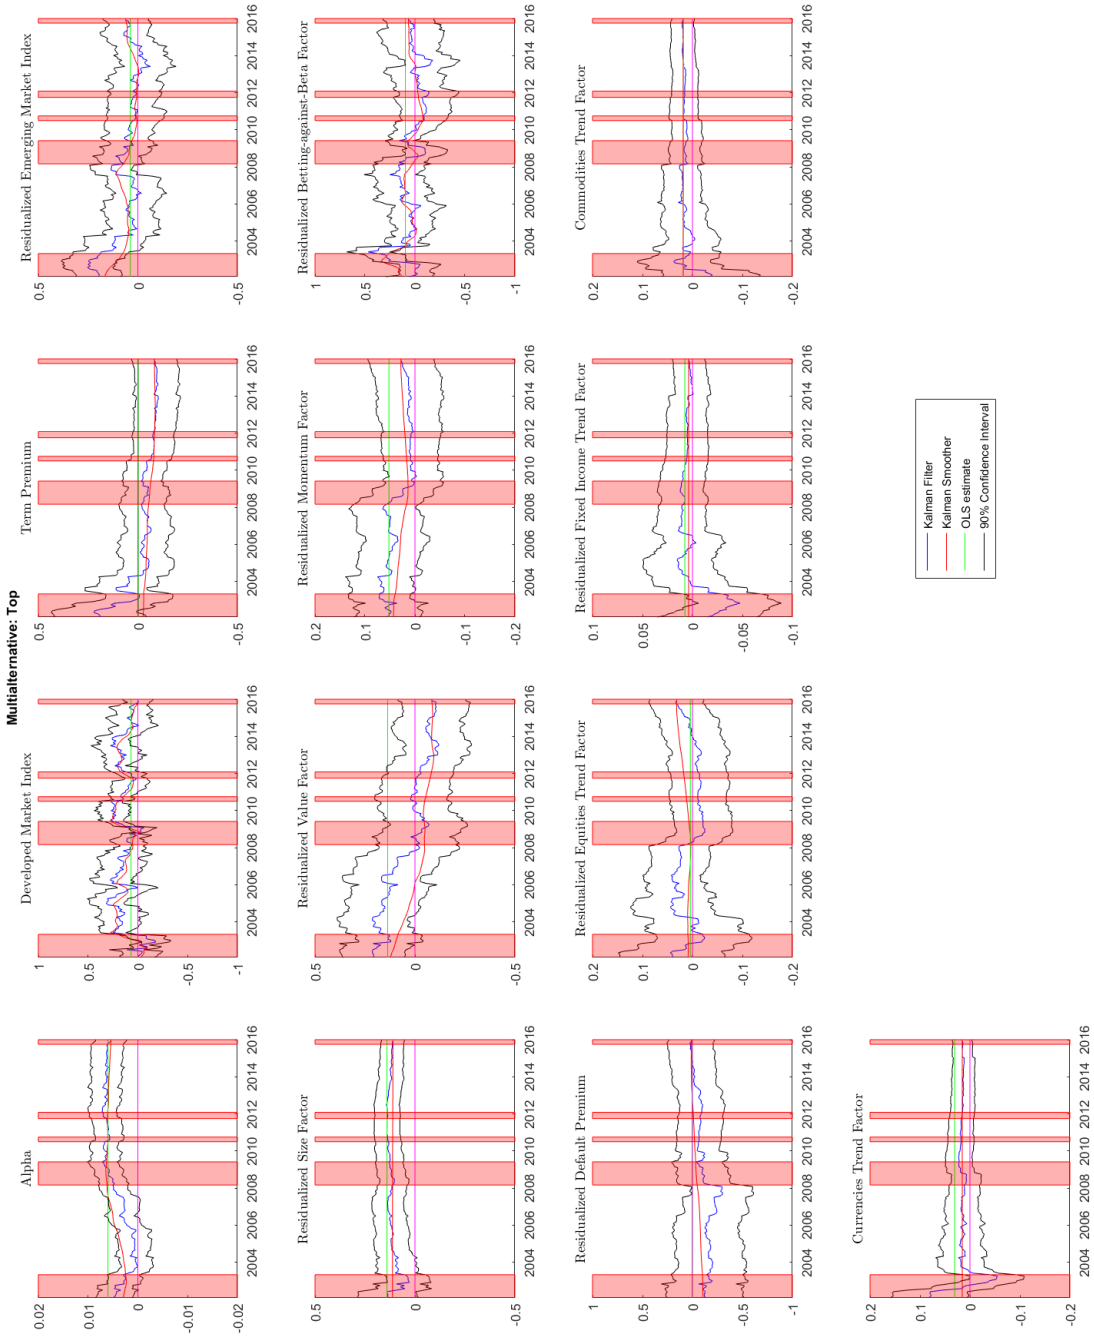 Multialternative: Top
Alpha
0.02
0.01
0
-0.01
-0.02
2004 2006 2008 2010 2012 2014 2016
Developed Market Index
1
0.5
0
-0.5
-1
2004 2006 2008 2010 2012 2014 2016
Term Premium
0.5
0
-0.5
2004 2006 2008 2010 2012 2014 2016
Residualized Emerging Market Index
0.5
0
-0.5
2004 2006 2008 2010 2012 2014 2016
Residualized Size Factor
0.5
0
-0.5
2004 2006 2008 2010 2012 2014 2016
Residualized Value Factor
0.5
0
-0.5
2004 2006 2008 2010 2012 2014 2016
Residualized Momentum Factor
0.2
0.1
0
-0.1
-0.2
2004 2006 2008 2010 2012 2014 2016
Residualized Betting-against-Beta Factor
1
0.5
0
-0.5
-1
2004 2006 2008 2010 2012 2014 2016
Residualized Default Premium
1
0.5
0
-0.5
-1
2004 2006 2008 2010 2012 2014 2016
Residualized Equities Trend Factor
0.2
0.1
0
-0.1
-0.2
2004 2006 2008 2010 2012 2014 2016
Residualized Fixed Income Trend Factor
0.1
0.05
0
-0.05
-0.1
2004 2006 2008 2010 2012 2014 2016
Commodities Trend Factor
0.2
0.1
0
-0.1
-0.2
2004 2006 2008 2010 2012 2014 2016
Currencies Trend Factor
0.2
0.1
0
-0.1
-0.2
2004 2006 2008 2010 2012 2014 2016
Kalman Filter
Kalman Smoother
OLS estimate
90% Confidence Interval